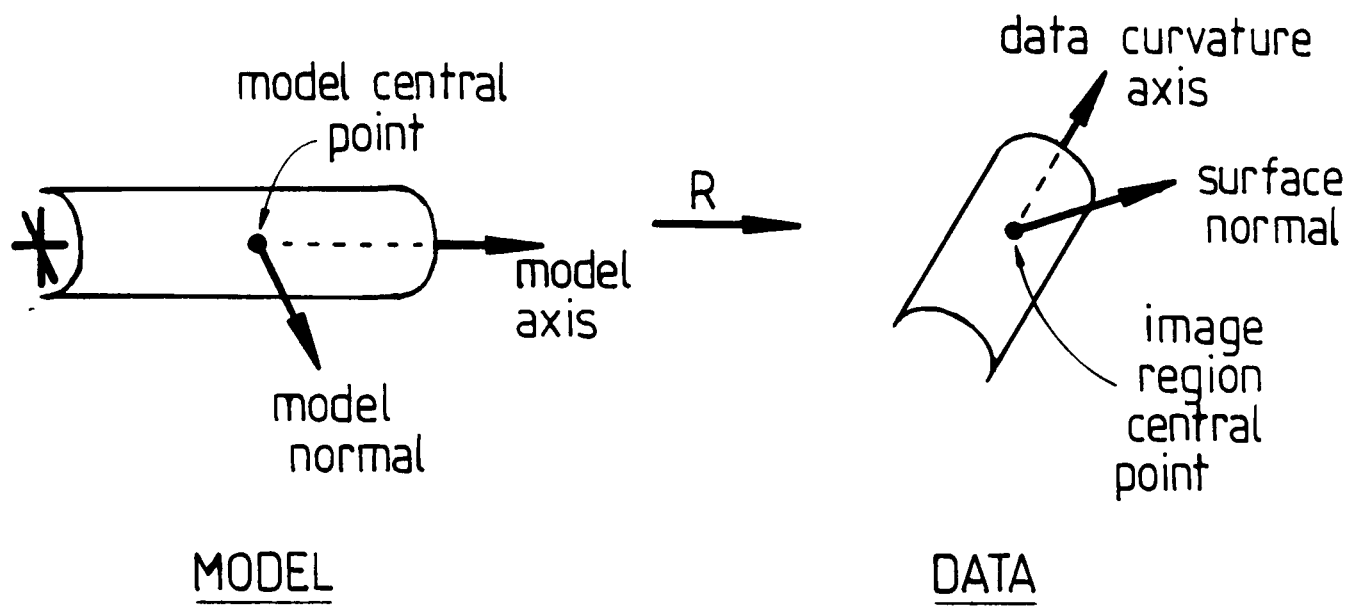 model central
point
model
axis
model
normal
MODEL
R
data curvature
axis
surface
normal
image
region
central
point
DATA